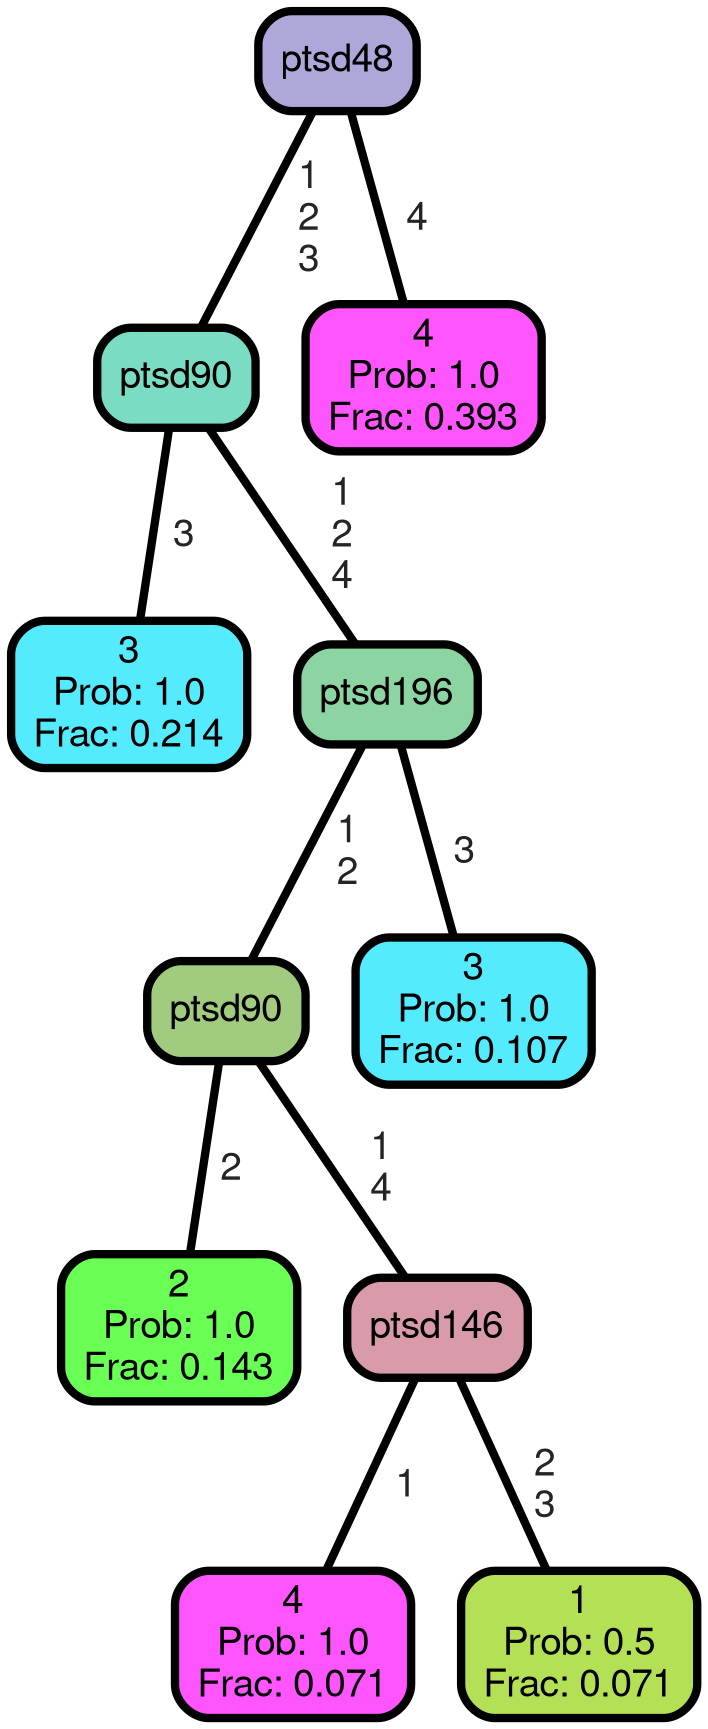 ptsd48
1
2
3
4
ptsd90
4
Prob: 1.0
Frac: 0.393
3
1
2
4
3
Prob: 1.0
Frac: 0.214
ptsd196
1
2
3
ptsd90
3
Prob: 1.0
Frac: 0.107
2
1
4
2
Prob: 1.0
Frac: 0.143
ptsd146
1
2
3
4
Prob: 1.0
Frac: 0.071
1
Prob: 0.5
Frac: 0.071